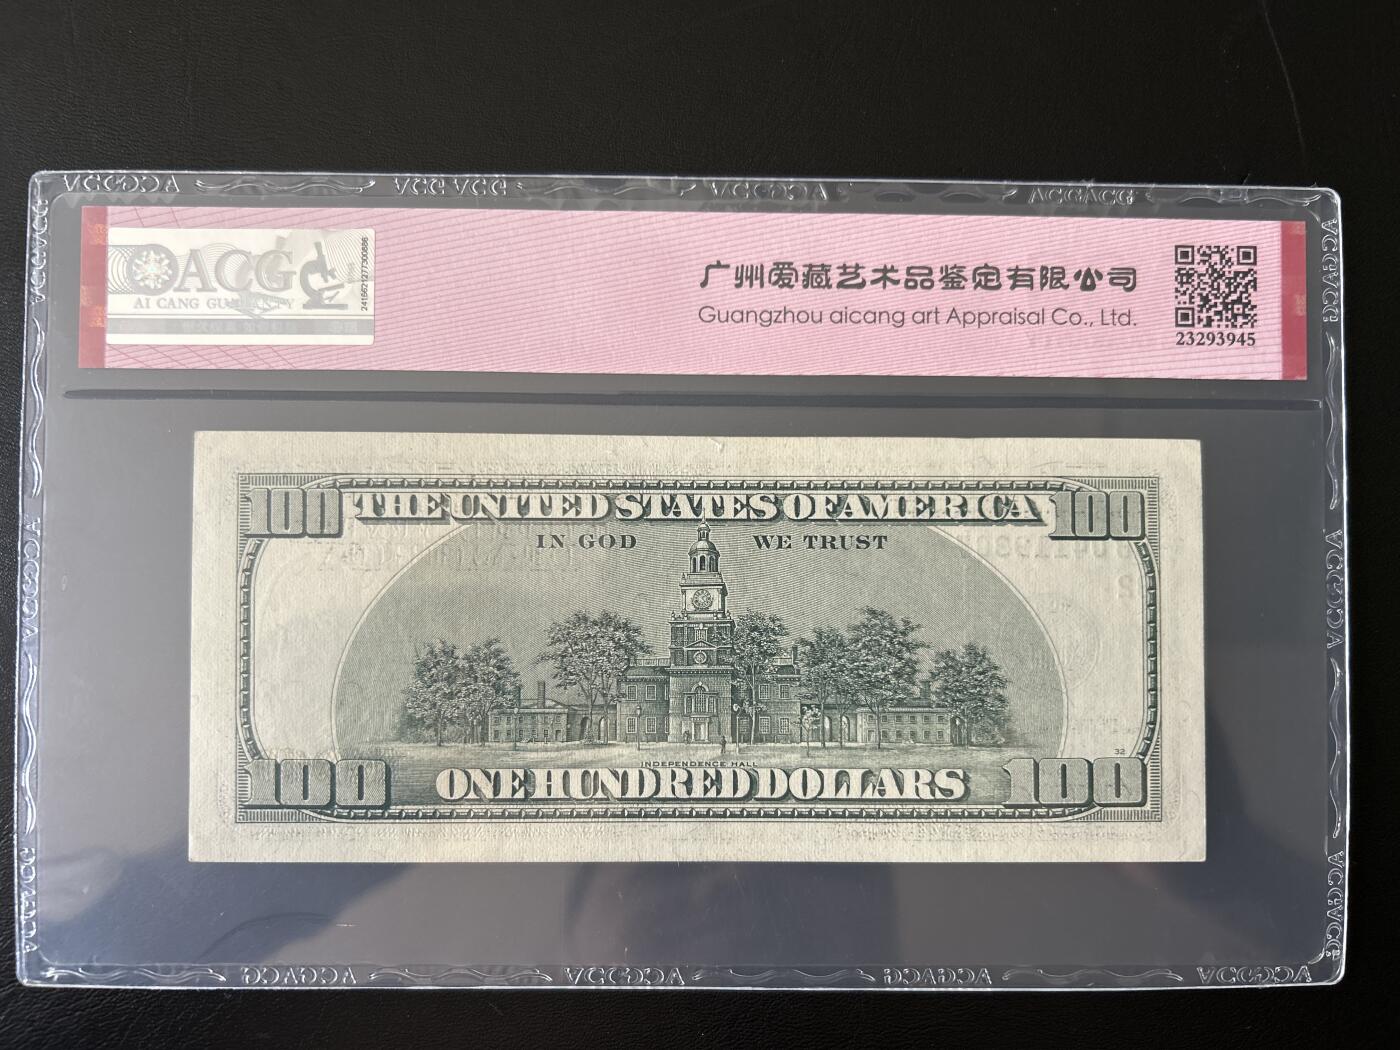 ACG
AI CANG GUARANTY
2418621277300886
广州爱藏艺术品鉴定有限公司
Guangzhou aicang art Appraisal Co., Ltd.
23293945
100 THE UNITED STATES OF AMERICA 100
IN GOD WE TRUST
32
INDEPENDENCE HALL
100 ONE HUNDRED DOLLARS 100